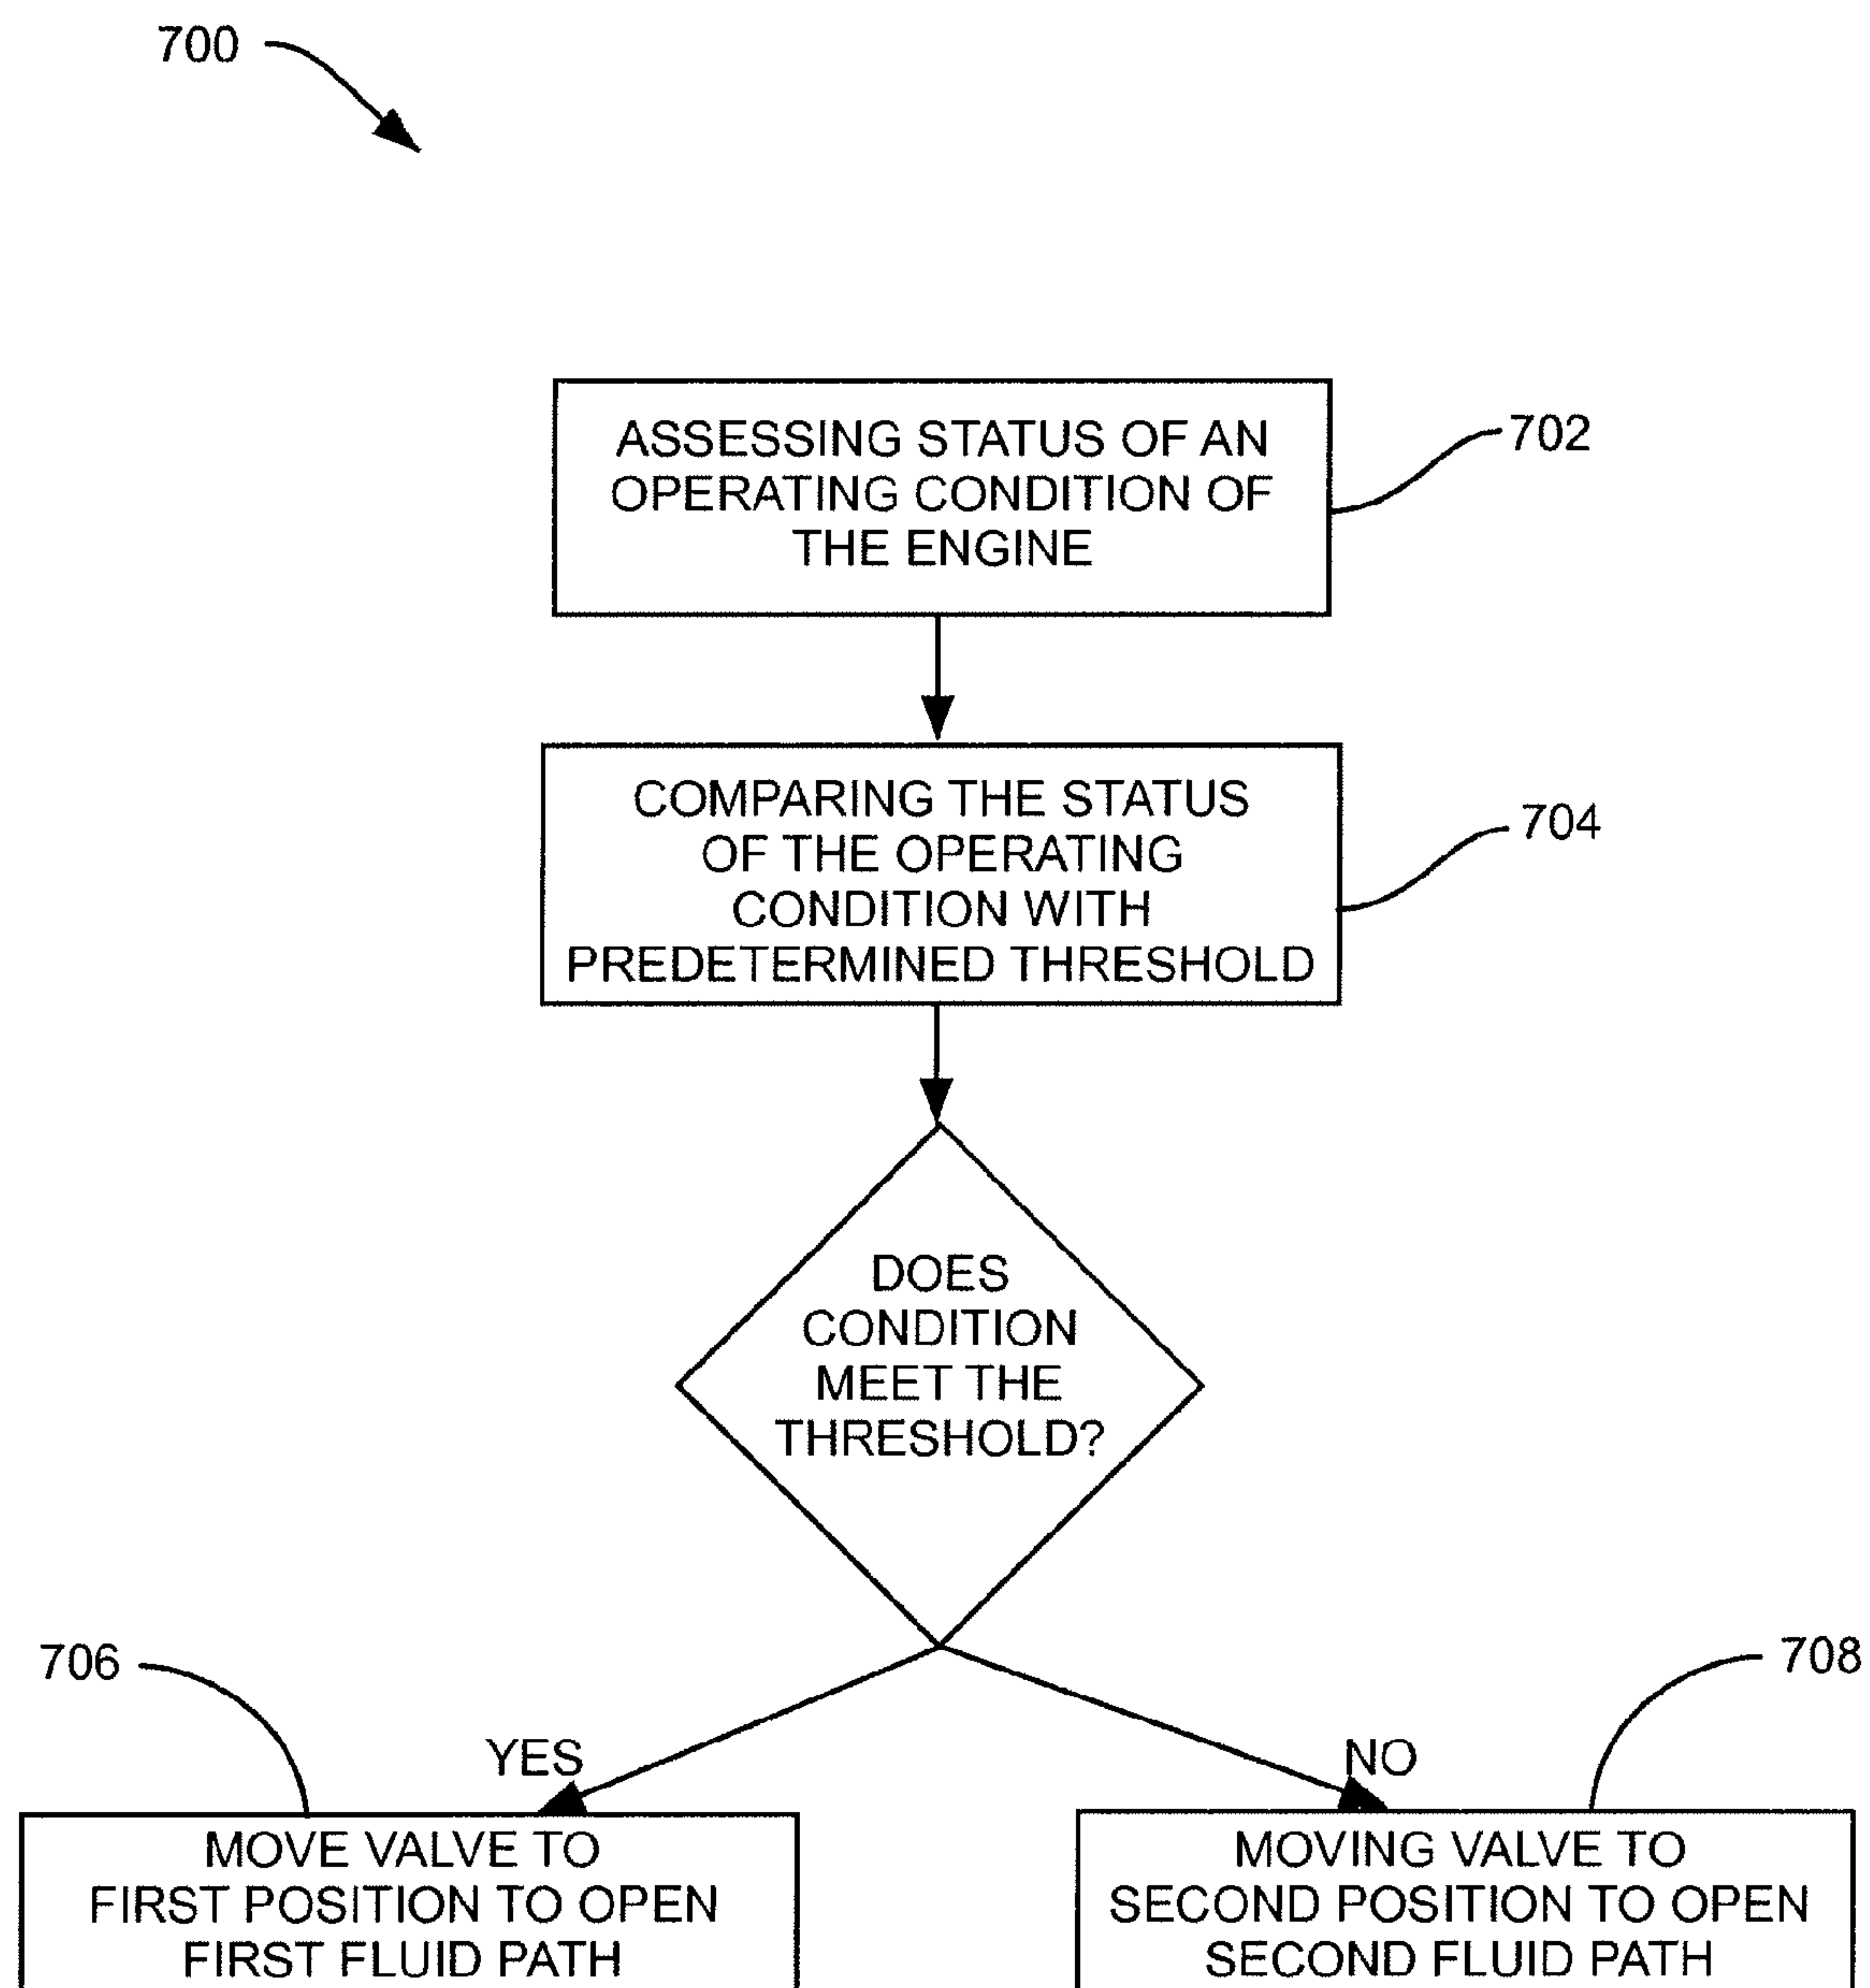 700
ASSESSING STATUS OF AN
OPERATING CONDITION OF
THE ENGINE
702
COMPARING THE STATUS
OF THE OPERATING
CONDITION WITH
PREDETERMINED THRESHOLD
704
DOES
CONDITION
MEET THE
THRESHOLD?
706
708
YES
NO
MOVE VALVE TO
FIRST POSITION TO OPEN
FIRST FLUID PATH
MOVING VALVE TO
SECOND POSITION TO OPEN
SECOND FLUID PATH